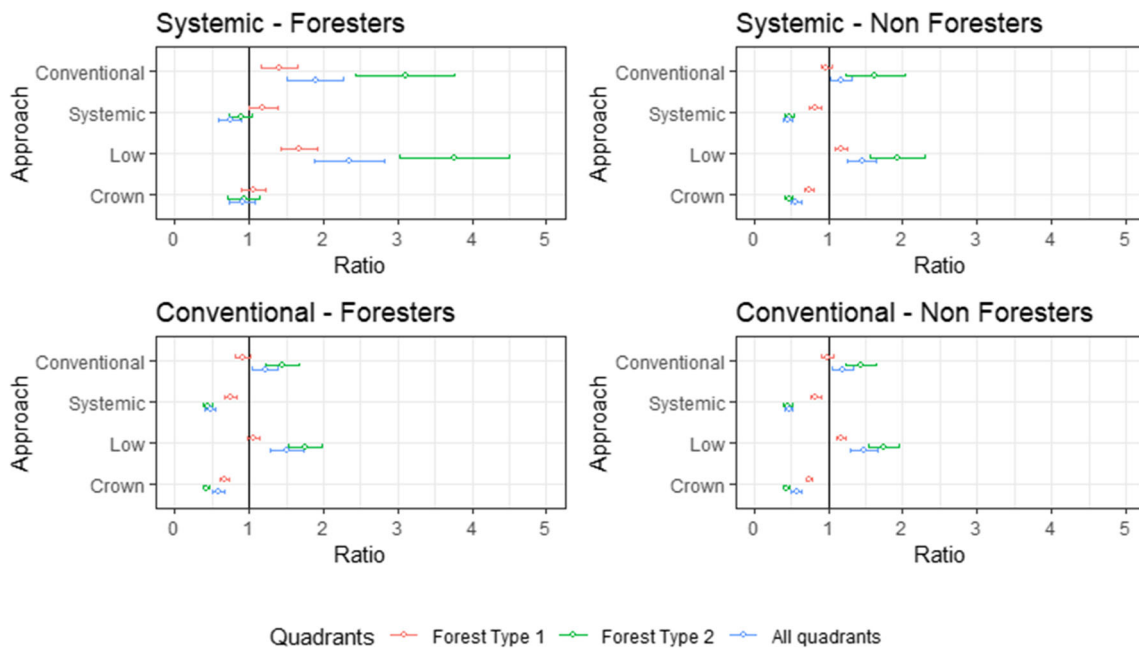 Systemic - Foresters
Approach
Conventional
Systemic
Low
Crown
0 1 2 3 4 5
Ratio
Systemic - Non Foresters
Approach
Conventional
Systemic
Low
Crown
0 1 2 3 4 5
Ratio
Conventional - Foresters
Approach
Conventional
Systemic
Low
Crown
0 1 2 3 4 5
Ratio
Conventional - Non Foresters
Approach
Conventional
Systemic
Low
Crown
0 1 2 3 4 5
Ratio
Quadrants Forest Type 1 Forest Type 2 All quadrants